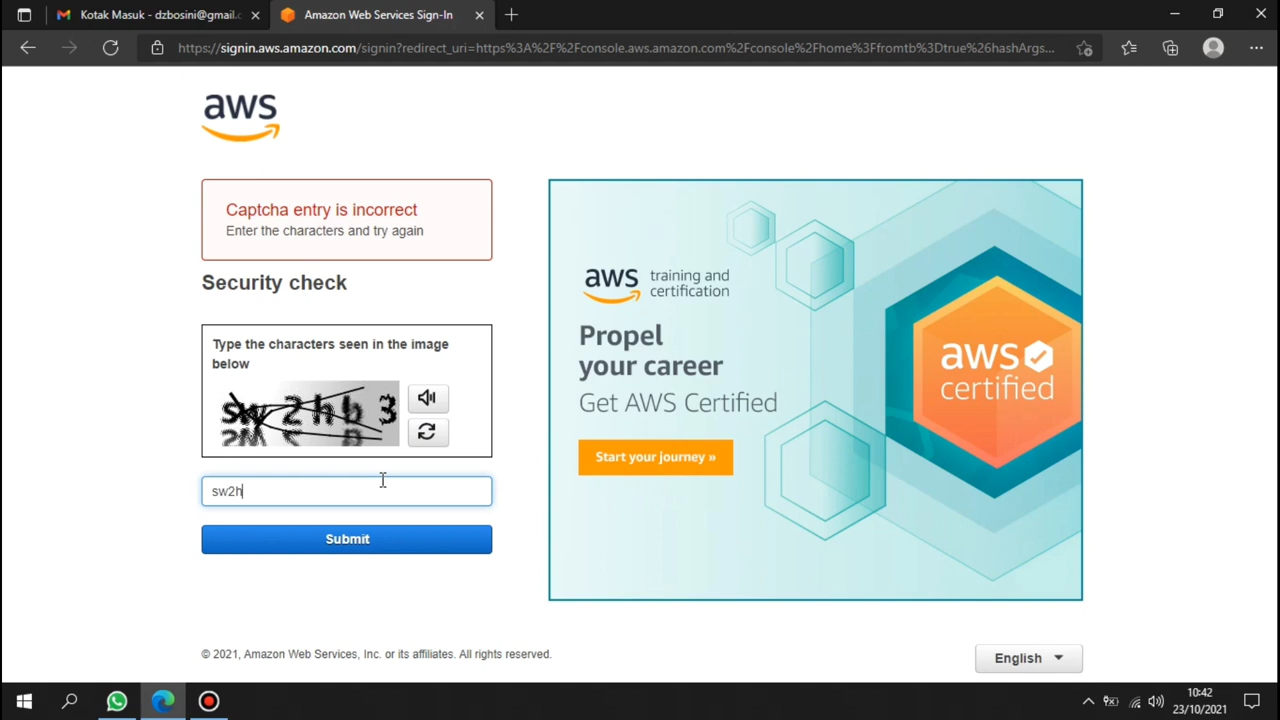 Kotak Masuk - dzbosini@gmail.c
Amazon Web Services Sign-In
https://signin.aws.amazon.com/signin?redirect_uri=https%3A%2F%2Fconsole.aws.amazon.com%2Fconsole%2Fhome%3Ffromtb%3Dtrue%26hashArgs...
aws
Captcha entry is incorrect
Enter the characters and try again
Security check
Type the characters seen in the image
below
sw2hb3
sw2h
Submit
aws training and
certification
Propel
your career
Get AWS Certified
Start your journey »
aws
certified
© 2021, Amazon Web Services, Inc. or its affiliates. All rights reserved.
English
10:42
23/10/2021